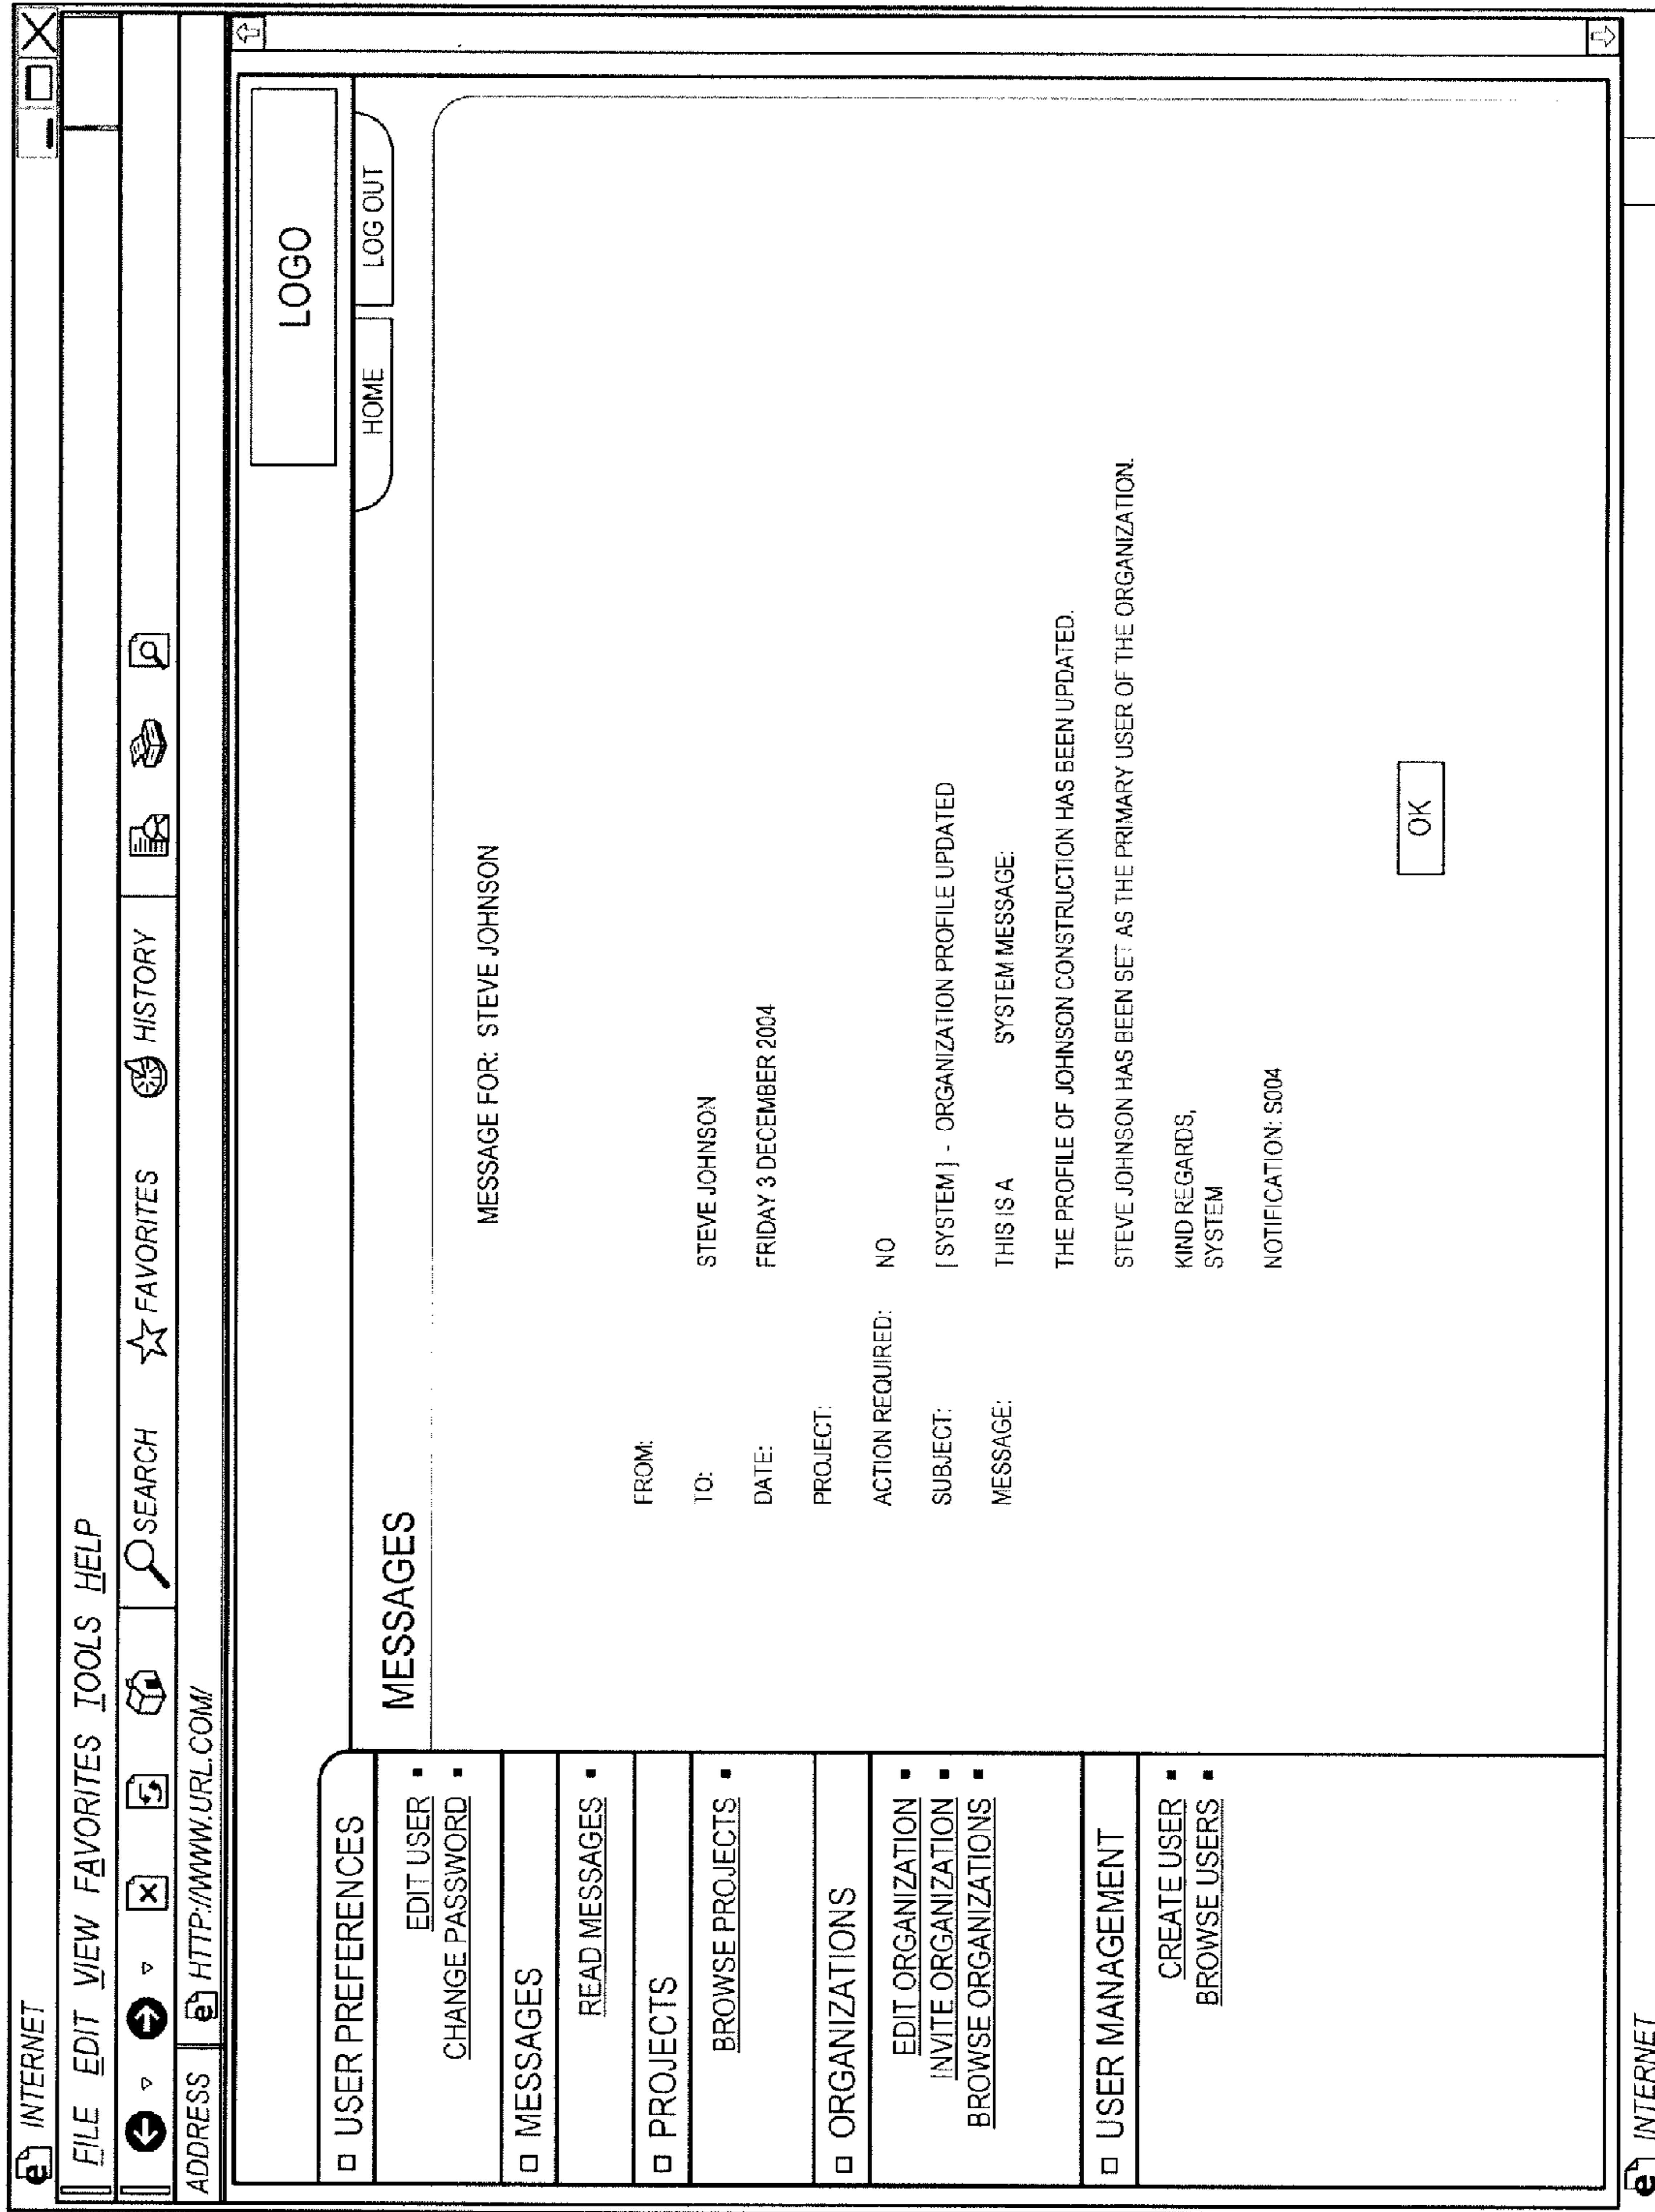 INTERNET
FILE EDIT VIEW FAVORITES TOOLS HELP
SEARCH FAVORITES HISTORY
ADDRESS HTTP://WWW.URL.COM/
LOGO
HOME LOG OUT
USER PREFERENCES
EDIT USER
CHANGE PASSWORD
MESSAGES
READ MESSAGES
PROJECTS
BROWSE PROJECTS
ORGANIZATIONS
EDIT ORGANIZATION
INVITE ORGANIZATION
BROWSE ORGANIZATIONS
USER MANAGEMENT
CREATE USER
BROWSE USERS
MESSAGES
MESSAGE FOR: STEVE JOHNSON
FROM:
TO: STEVE JOHNSON
DATE: FRIDAY 3 DECEMBER 2004
PROJECT:
ACTION REQUIRED: NO
SUBJECT: [SYSTEM] - ORGANIZATION PROFILE UPDATED
MESSAGE: THIS IS A SYSTEM MESSAGE:
THE PROFILE OF JOHNSON CONSTRUCTION HAS BEEN UPDATED.
STEVE JOHNSON HAS BEEN SET AS THE PRIMARY USER OF THE ORGANIZATION.
KIND REGARDS,
SYSTEM
NOTIFICATION: S004
OK
INTERNET